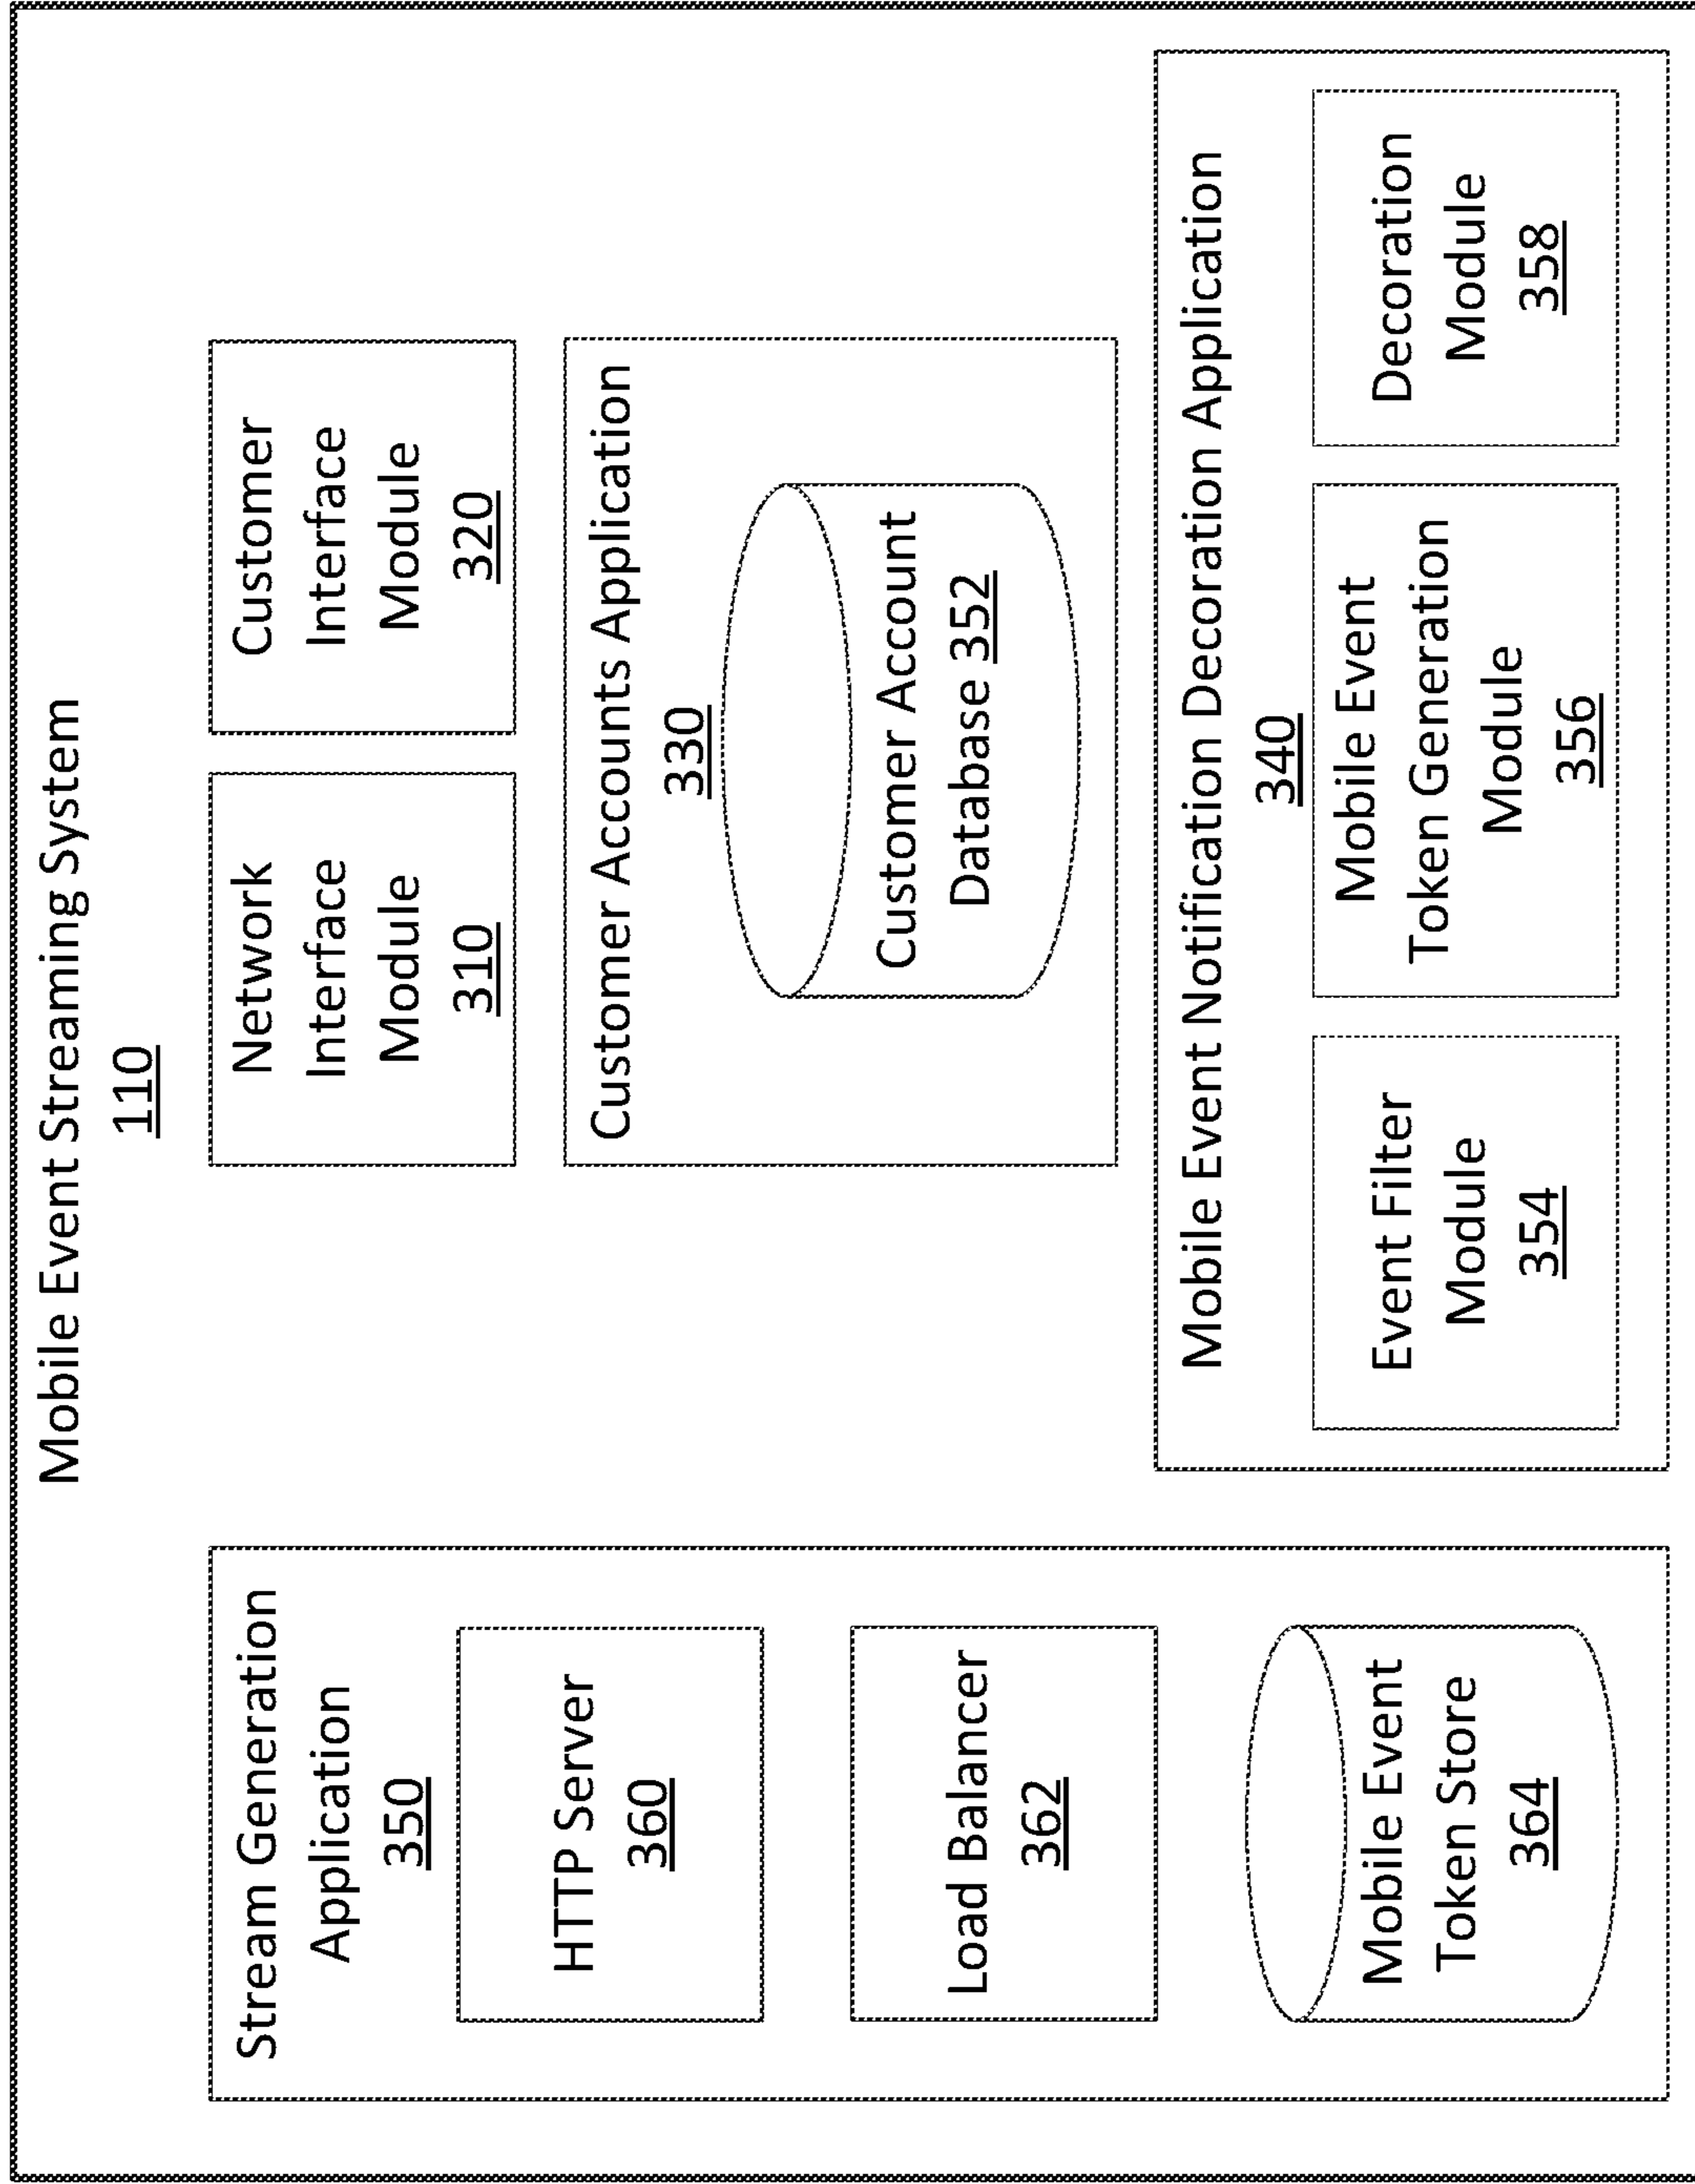 Mobile Event Streaming System
110
Stream Generation
Application
350
HTTP Server
360
Load Balancer
362
Mobile Event
Token Store
364
Network
Interface
Module
310
Customer
Interface
Module
320
Customer Accounts Application
330
Customer Account
Database 352
Mobile Event Notification Decoration Application
340
Event Filter
Module
354
Mobile Event
Token Generation
Module
356
Decoration
Module
358